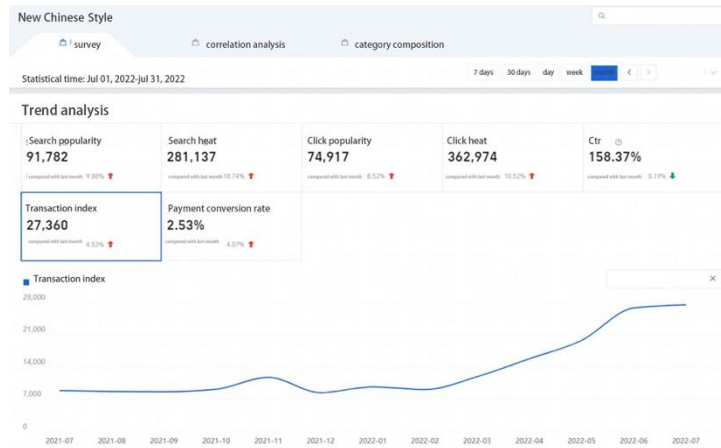 New Chinese Style
survey
correlation analysis
category composition
Statistical time: Jul 01, 2022-jul 31, 2022
7 days 30 days day week
Trend analysis
Search popularity
91,782
compared with last month 9.88%
Search heat
281,137
compared with last month 10.74%
Click popularity
74,917
compared with last month 8.52%
Click heat
362,974
compared with last month 10.52%
Ctr
158.37%
compared with last month 0.19%
Transaction index
27,360
compared with last month 4.53%
Payment conversion rate
2.53%
compared with last month 4.07%
Transaction index
28,000
21,000
14,000
7,000
0
2021-07 2021-08 2021-09 2021-10 2021-11 2021-12 2022-01 2022-02 2022-03 2022-04 2022-05 2022-06 2022-07